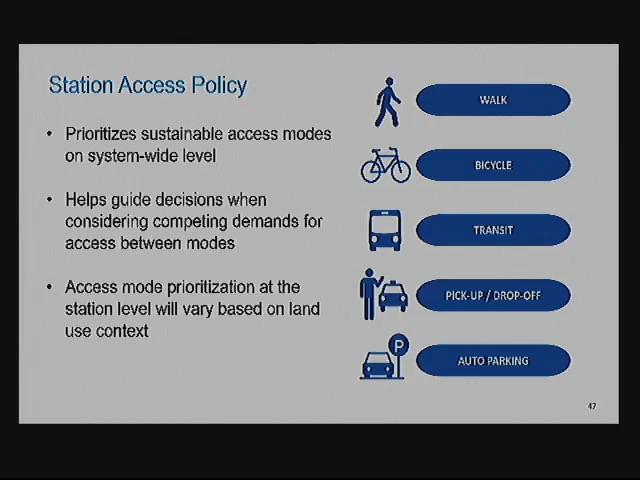 Station Access Policy
• Prioritizes sustainable access modes
on system-wide level
• Helps guide decisions when
considering competing demands for
access between modes
• Access mode prioritization at the
station level will vary based on land
use context
WALK
BICYCLE
TRANSIT
PICK-UP / DROP-OFF
P
AUTO PARKING
47